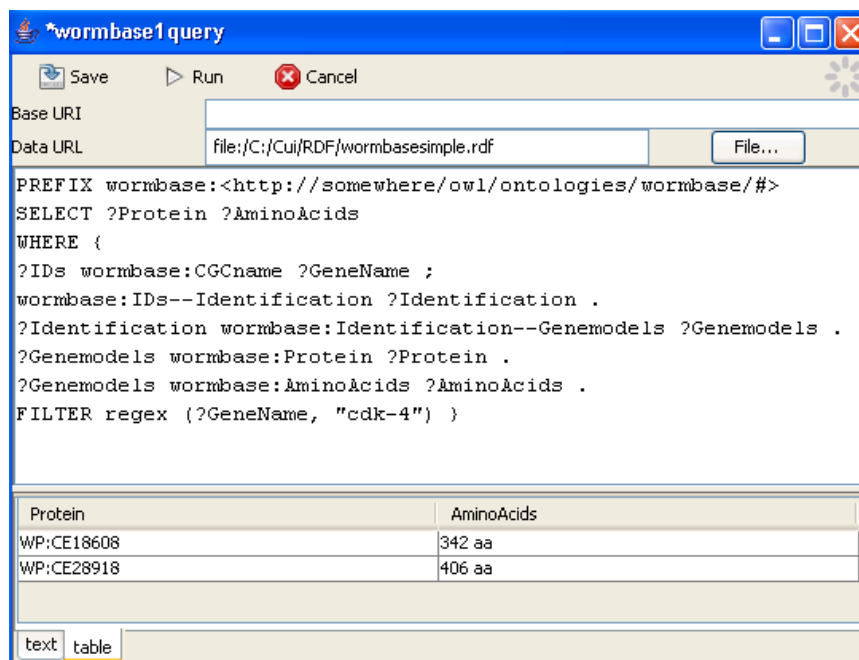 *wormbase1query
Save Run Cancel
Base URI
Data URL file:/C:/Cui/RDF/wormbasesimple.rdf File...
PREFIX wormbase:<http://somewhere/owl/ontologies/wormbase/#>
SELECT ?Protein ?AminoAcids
WHERE {
?IDs wormbase:CGCname ?GeneName ;
wormbase:IDs--Identification ?Identification .
?Identification wormbase:Identification--Genemodels ?Genemodels .
?Genemodels wormbase:Protein ?Protein .
?Genemodels wormbase:AminoAcids ?AminoAcids .
FILTER regex (?GeneName, "cdk-4") }
Protein AminoAcids
WP:CE18608 342 aa
WP:CE28918 406 aa
text table